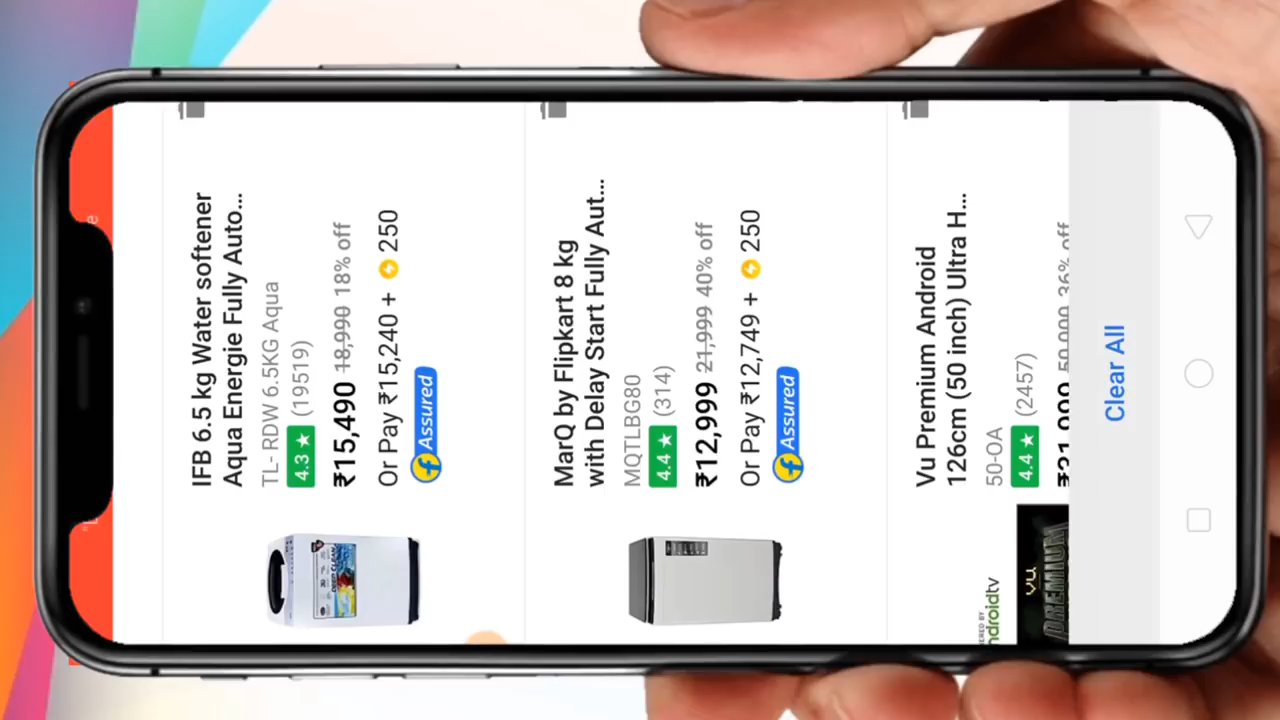 IFB 6.5 kg Water softener
Aqua Energie Fully Auto...
TL- RDW 6.5KG Aqua
4.3 ★ (19519)
₹15,490 18,990 18% off
Or Pay ₹15,240 + 250
Assured
MarQ by Flipkart 8 kg
with Delay Start Fully Aut...
MQTLBG80
4.4 ★ (314)
₹12,999 21,999 40% off
Or Pay ₹12,749 + 250
Assured
Vu Premium Android
126cm (50 inch) Ultra H...
50-OA
4.4 ★ (2457)
androidtv
vu
PREMIUM
Clear All